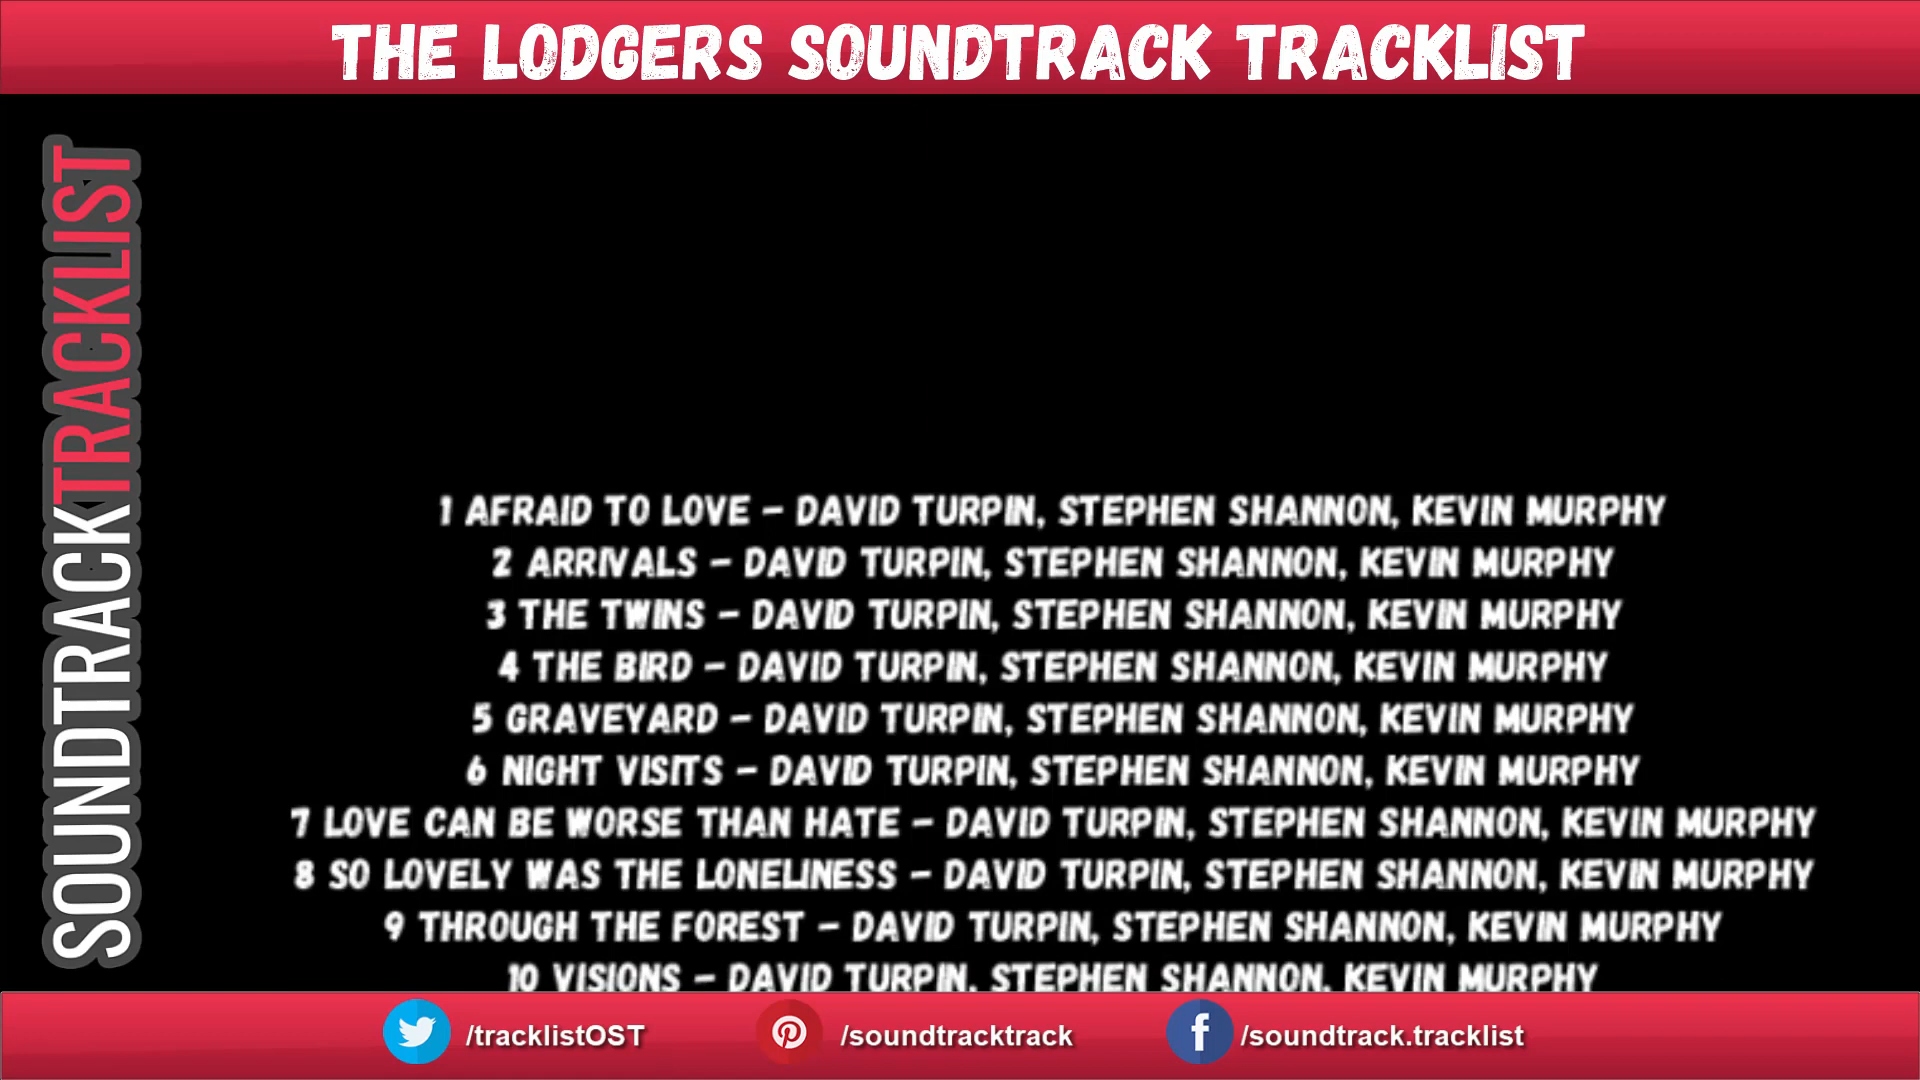 THE LODGERS SOUNDTRACK TRACKLIST
SOUNDTRACKTRACKLIST
1 AFRAID TO LOVE – DAVID TURPIN, STEPHEN SHANNON, KEVIN MURPHY
2 ARRIVALS – DAVID TURPIN, STEPHEN SHANNON, KEVIN MURPHY
3 THE TWINS – DAVID TURPIN, STEPHEN SHANNON, KEVIN MURPHY
4 THE BIRD – DAVID TURPIN, STEPHEN SHANNON, KEVIN MURPHY
5 GRAVEYARD – DAVID TURPIN, STEPHEN SHANNON, KEVIN MURPHY
6 NIGHT VISITS – DAVID TURPIN, STEPHEN SHANNON, KEVIN MURPHY
7 LOVE CAN BE WORSE THAN HATE – DAVID TURPIN, STEPHEN SHANNON, KEVIN MURPHY
8 SO LOVELY WAS THE LONELINESS – DAVID TURPIN, STEPHEN SHANNON, KEVIN MURPHY
9 THROUGH THE FOREST – DAVID TURPIN, STEPHEN SHANNON, KEVIN MURPHY
10 VISIONS – DAVID TURPIN, STEPHEN SHANNON, KEVIN MURPHY
/tracklistOST /soundtracktrack /soundtrack.tracklist